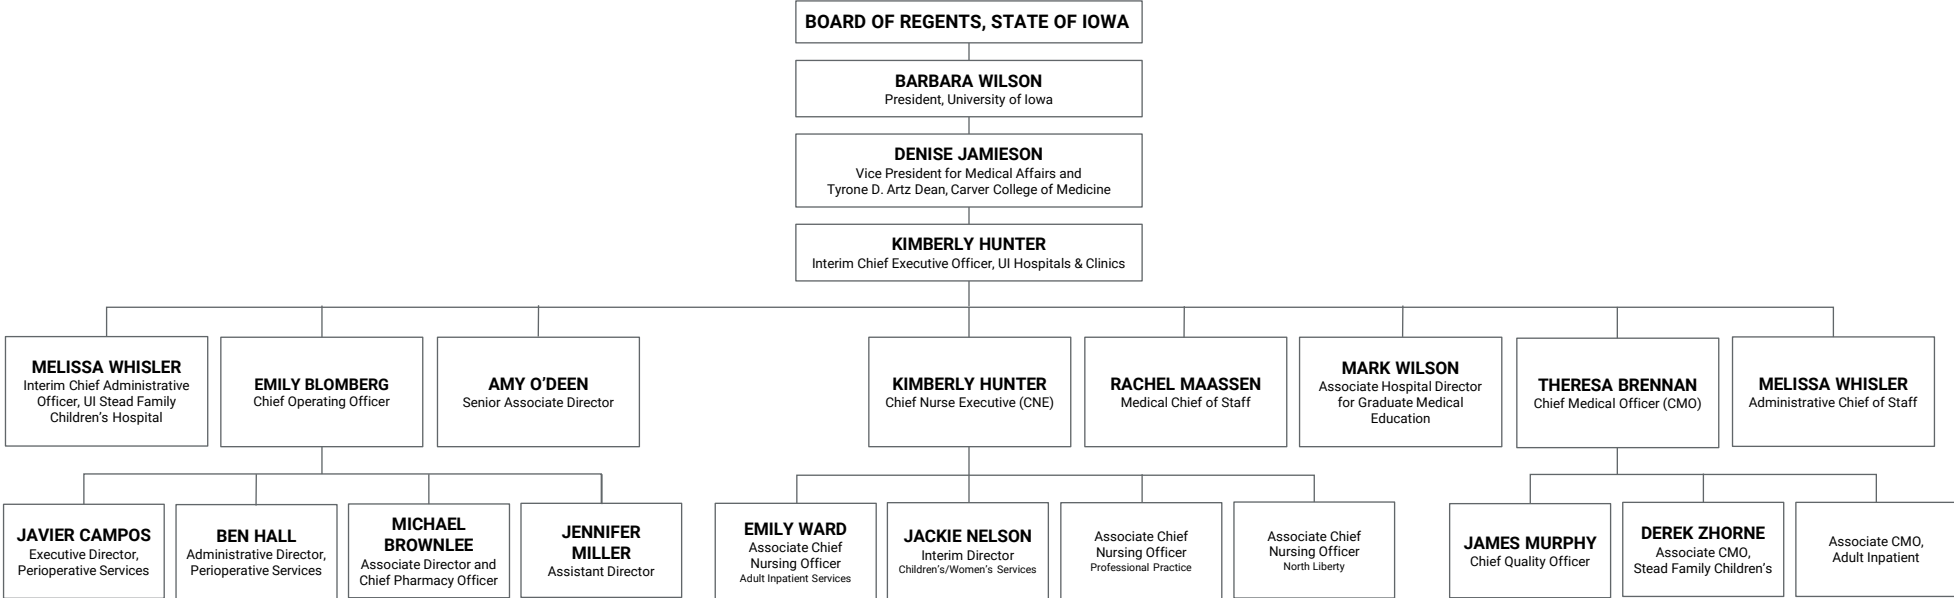 BOARD OF REGENTS, STATE OF IOWA
BARBARA WILSON
President, University of Iowa
DENISE JAMIESON
Vice President for Medical Affairs and
Tyrone D. Artz Dean, Carver College of Medicine
KIMBERLY HUNTER
Interim Chief Executive Officer, UI Hospitals & Clinics
MELISSA WHISLER
Interim Chief Administrative
Officer, UI Stead Family
Children’s Hospital
EMILY BLOMBERG
Chief Operating Officer
AMY O’DEEN
Senior Associate Director
KIMBERLY HUNTER
Chief Nurse Executive (CNE)
RACHEL MAASSEN
Medical Chief of Staff
MARK WILSON
Associate Hospital Director
for Graduate Medical
Education
THERESA BRENNAN
Chief Medical Officer (CMO)
MELISSA WHISLER
Administrative Chief of Staff
JAVIER CAMPOS
Executive Director,
Perioperative Services
BEN HALL
Administrative Director,
Perioperative Services
MICHAEL
BROWNLEE
Associate Director and
Chief Pharmacy Officer
JENNIFER
MILLER
Assistant Director
EMILY WARD
Associate Chief
Nursing Officer
Adult Inpatient Services
JACKIE NELSON
Interim Director
Children’s/Women’s Services
Associate Chief
Nursing Officer
Professional Practice
Associate Chief
Nursing Officer
North Liberty
JAMES MURPHY
Chief Quality Officer
DEREK ZHORNE
Associate CMO,
Stead Family Children’s
Associate CMO,
Adult Inpatient